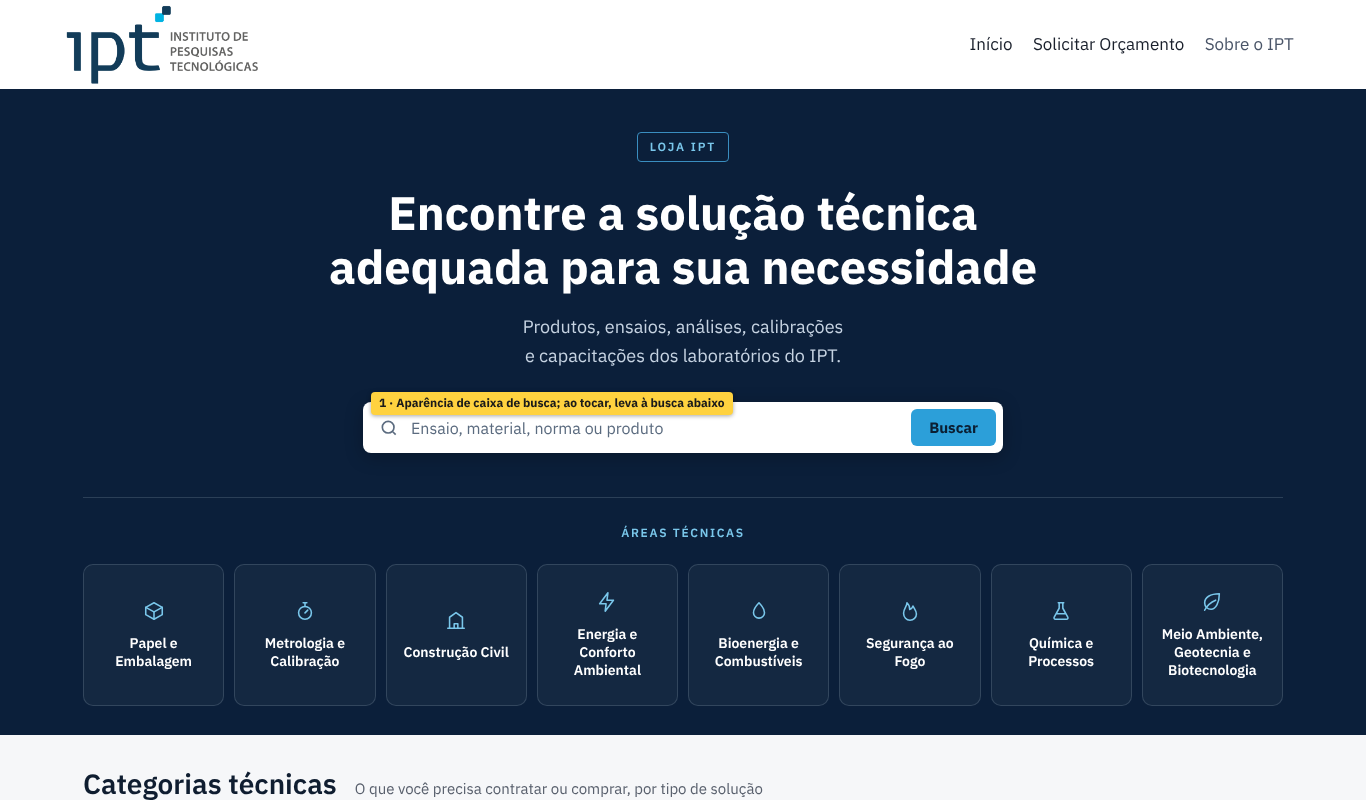 ipt INSTITUTO DE
PESQUISAS
TECNOLÓGICAS
Início Solicitar Orçamento Sobre o IPT
LOJA IPT
Encontre a solução técnica
adequada para sua necessidade
Produtos, ensaios, análises, calibrações
e capacitações dos laboratórios do IPT.
1 · Aparência de caixa de busca; ao tocar, leva à busca abaixo
Ensaio, material, norma ou produto
Buscar
ÁREAS TÉCNICAS
Papel e
Embalagem
Metrologia e
Calibração
Construção Civil
Energia e
Conforto
Ambiental
Bioenergia e
Combustíveis
Segurança ao
Fogo
Química e
Processos
Meio Ambiente,
Geotecnia e
Biotecnologia
Categorias técnicas O que você precisa contratar ou comprar, por tipo de solução